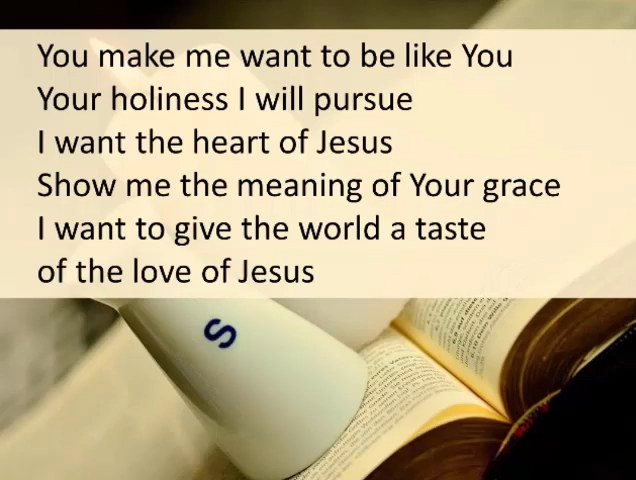 You make me want to be like You
Your holiness I will pursue
I want the heart of Jesus
Show me the meaning of Your grace
I want to give the world a taste
of the love of Jesus
S